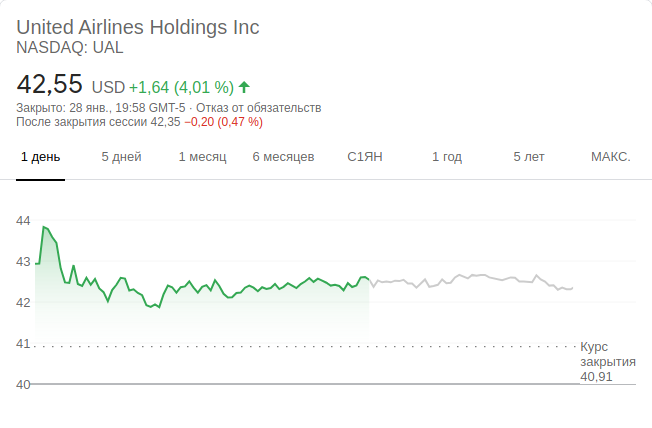 United Airlines Holdings Inc
NASDAQ: UAL
42,55 USD +1,64 (4,01 %)
Закрыто: 28 янв., 19:58 GMT-5 · Отказ от обязательств
После закрытия сессии 42,35 −0,20 (0,47 %)
1 день 5 дней 1 месяц 6 месяцев С1ЯН 1 год 5 лет МАКС.
44
43
42
41
Курс
закрытия
40,91
40